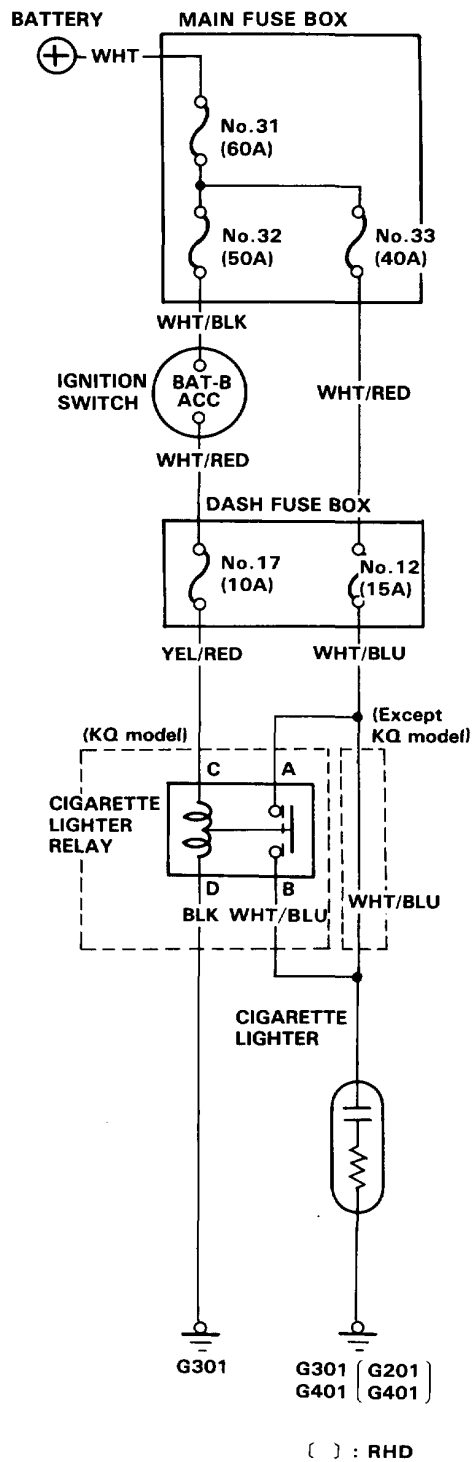 BATTERY
MAIN FUSE BOX
WHT
No.31
(60A)
No.32
(50A)
No.33
(40A)
WHT/BLK
IGNITION
SWITCH
BAT-B
ACC
WHT/RED
WHT/RED
DASH FUSE BOX
No.17
(10A)
No.12
(15A)
YEL/RED
WHT/BLU
(KQ model)
(Except
KQ model)
C
A
CIGARETTE
LIGHTER
RELAY
D
B
BLK
WHT/BLU
WHT/BLU
CIGARETTE
LIGHTER
G301
G301 [G201]
G401 [G401]
[ ] : RHD